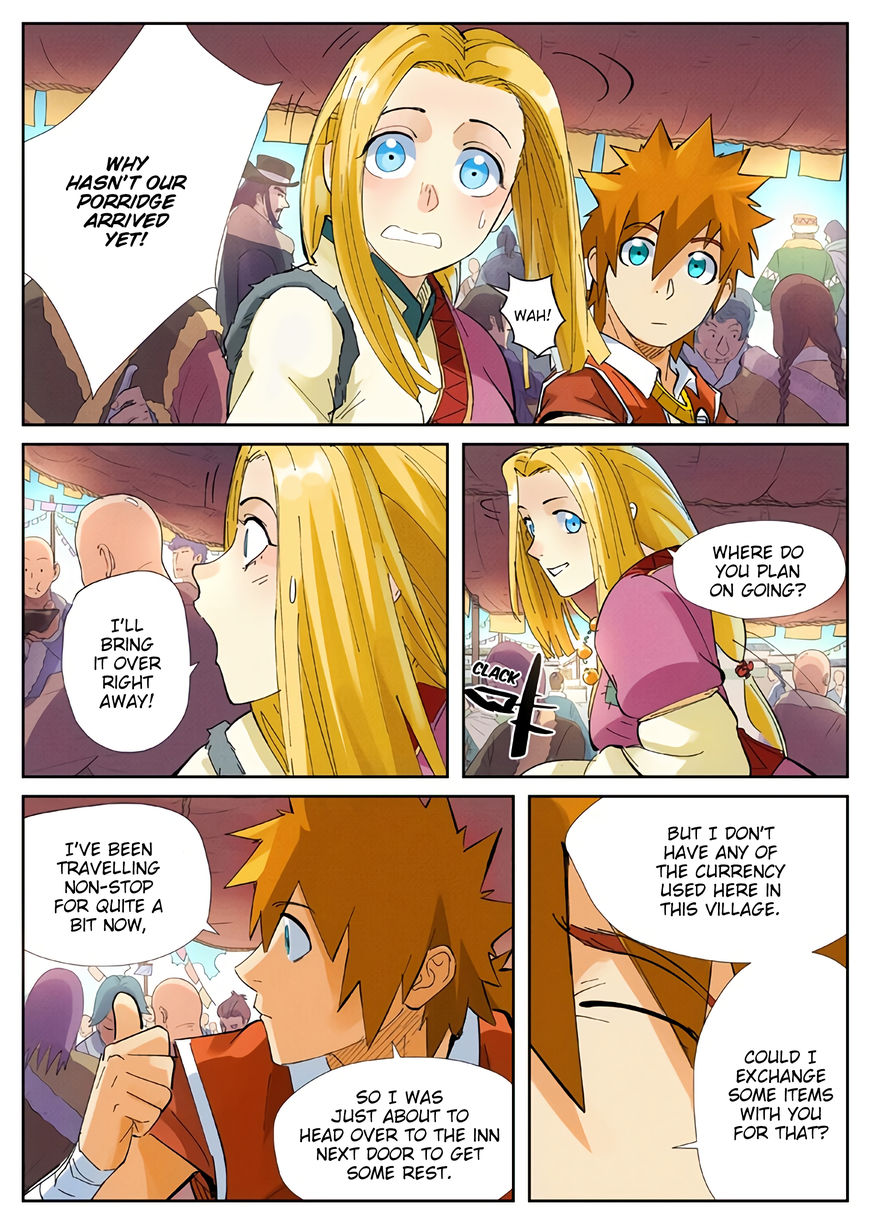 WHY
HASN'T OUR
PORRIDGE
ARRIVED
YET!
WAH!
I'LL
BRING
IT OVER
RIGHT
AWAY!
WHERE DO
YOU PLAN
ON GOING?
CLACK
I'VE BEEN
TRAVELLING
NON-STOP
FOR QUITE A
BIT NOW,
SO I WAS
JUST ABOUT TO
HEAD OVER TO THE INN
NEXT DOOR TO GET
SOME REST.
BUT I DON'T
HAVE ANY OF
THE CURRENCY
USED HERE IN
THIS VILLAGE.
COULD I
EXCHANGE
SOME ITEMS
WITH YOU
FOR THAT?